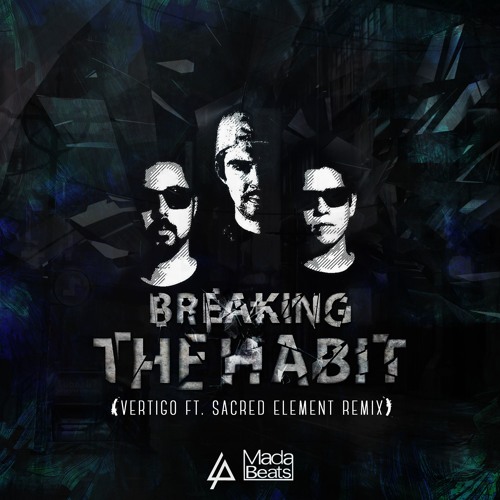 BREAKING
THE HABIT
(VERTIGO FT. SACRED ELEMENT REMIX)
Mada
Beats